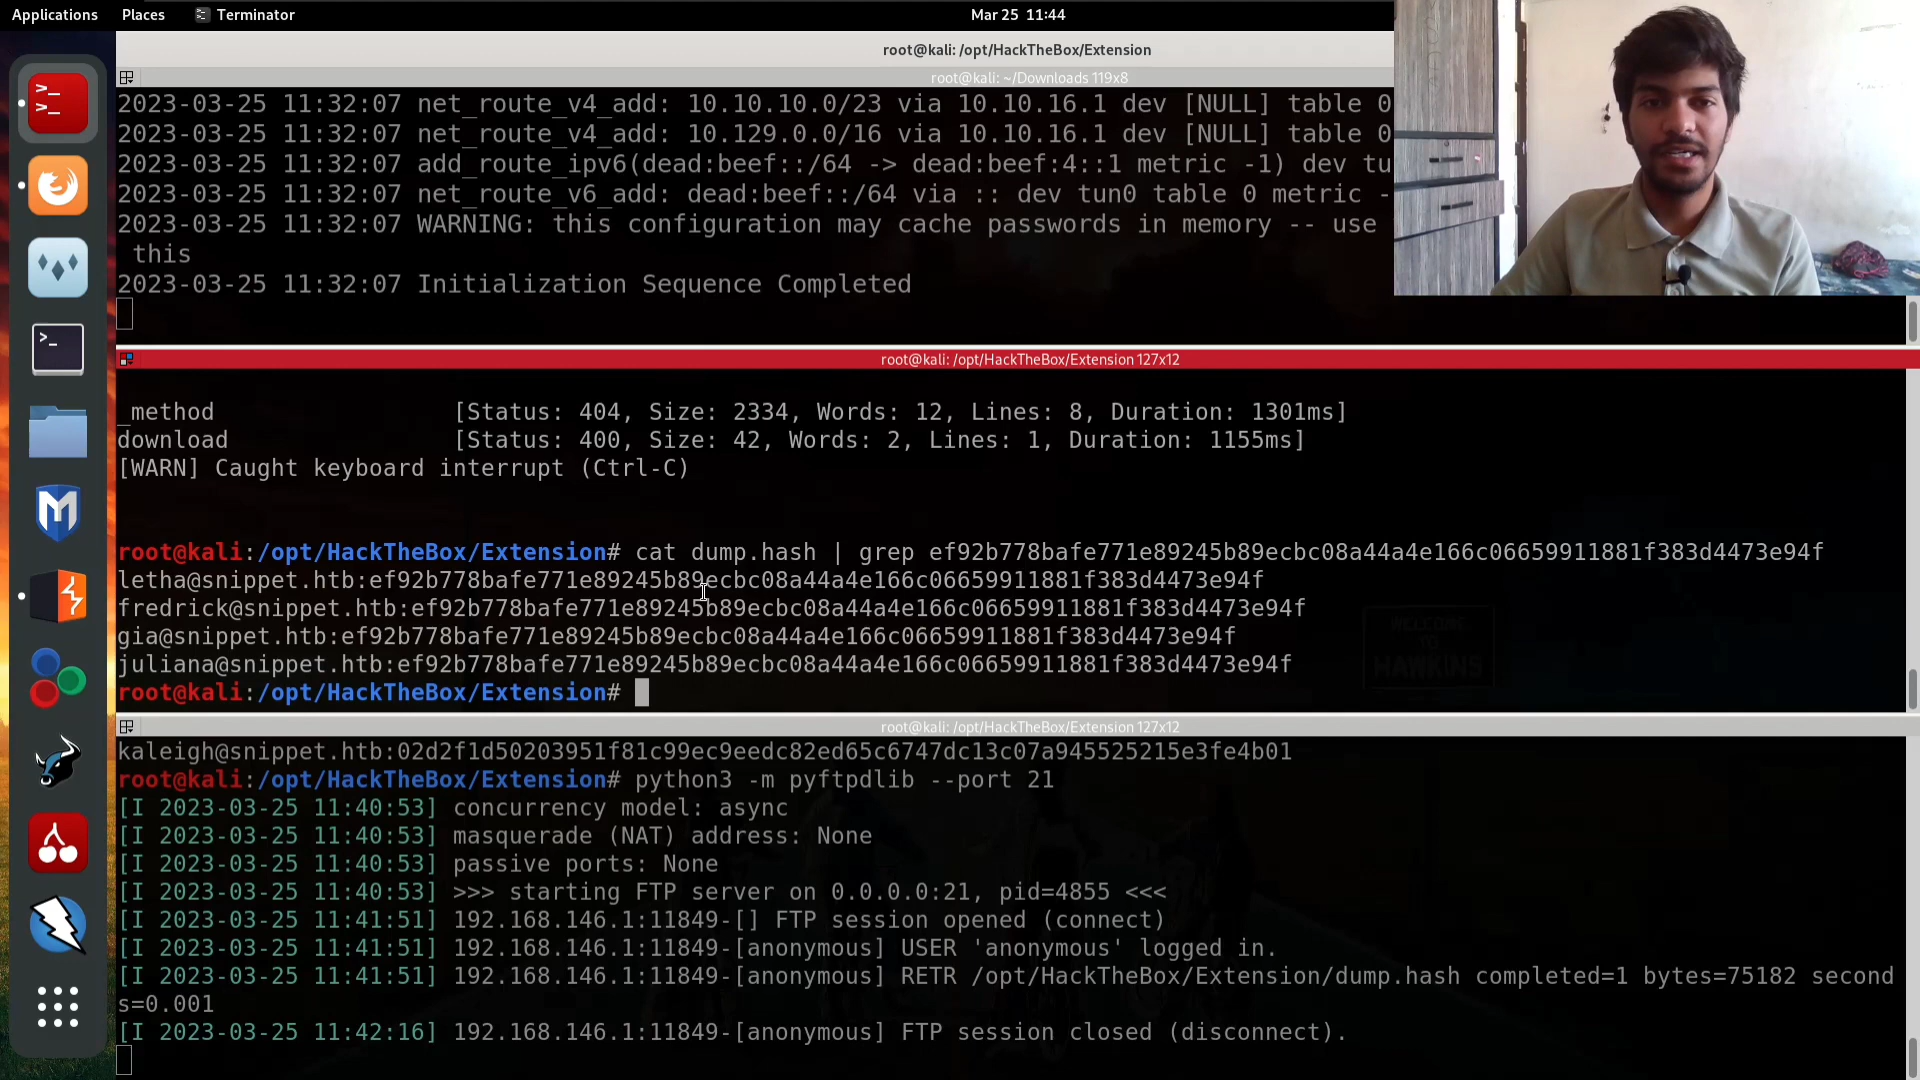 Applications Places Terminator Mar 25 11:44
root@kali: /opt/HackTheBox/Extension
root@kali: ~/Downloads 119x8
2023-03-25 11:32:07 net_route_v4_add: 10.10.10.0/23 via 10.10.16.1 dev [NULL] table 0
2023-03-25 11:32:07 net_route_v4_add: 10.129.0.0/16 via 10.10.16.1 dev [NULL] table 0
2023-03-25 11:32:07 add_route_ipv6(dead:beef::/64 -> dead:beef:4::1 metric -1) dev tu
2023-03-25 11:32:07 net_route_v6_add: dead:beef::/64 via :: dev tun0 table 0 metric -
2023-03-25 11:32:07 WARNING: this configuration may cache passwords in memory -- use
this
2023-03-25 11:32:07 Initialization Sequence Completed
root@kali: /opt/HackTheBox/Extension 127x12
_method [Status: 404, Size: 2334, Words: 12, Lines: 8, Duration: 1301ms]
download [Status: 400, Size: 42, Words: 2, Lines: 1, Duration: 1155ms]
[WARN] Caught keyboard interrupt (Ctrl-C)
root@kali:/opt/HackTheBox/Extension# cat dump.hash | grep ef92b778bafe771e89245b89ecbc08a44a4e166c06659911881f383d4473e94f
letha@snippet.htb:ef92b778bafe771e89245b89ecbc08a44a4e166c06659911881f383d4473e94f
fredrick@snippet.htb:ef92b778bafe771e89245b89ecbc08a44a4e166c06659911881f383d4473e94f
gia@snippet.htb:ef92b778bafe771e89245b89ecbc08a44a4e166c06659911881f383d4473e94f
juliana@snippet.htb:ef92b778bafe771e89245b89ecbc08a44a4e166c06659911881f383d4473e94f
WELCOME
TO
HAWKINS
root@kali:/opt/HackTheBox/Extension#
root@kali: /opt/HackTheBox/Extension 127x12
kaleigh@snippet.htb:02d2f1d50203951f81c99ec9eedc82ed65c6747dc13c07a945525215e3fe4b01
root@kali:/opt/HackTheBox/Extension# python3 -m pyftpdlib --port 21
[I 2023-03-25 11:40:53] concurrency model: async
[I 2023-03-25 11:40:53] masquerade (NAT) address: None
[I 2023-03-25 11:40:53] passive ports: None
[I 2023-03-25 11:40:53] >>> starting FTP server on 0.0.0.0:21, pid=4855 <<<
[I 2023-03-25 11:41:51] 192.168.146.1:11849-[] FTP session opened (connect)
[I 2023-03-25 11:41:51] 192.168.146.1:11849-[anonymous] USER 'anonymous' logged in.
[I 2023-03-25 11:41:51] 192.168.146.1:11849-[anonymous] RETR /opt/HackTheBox/Extension/dump.hash completed=1 bytes=75182 second
s=0.001
[I 2023-03-25 11:42:16] 192.168.146.1:11849-[anonymous] FTP session closed (disconnect).